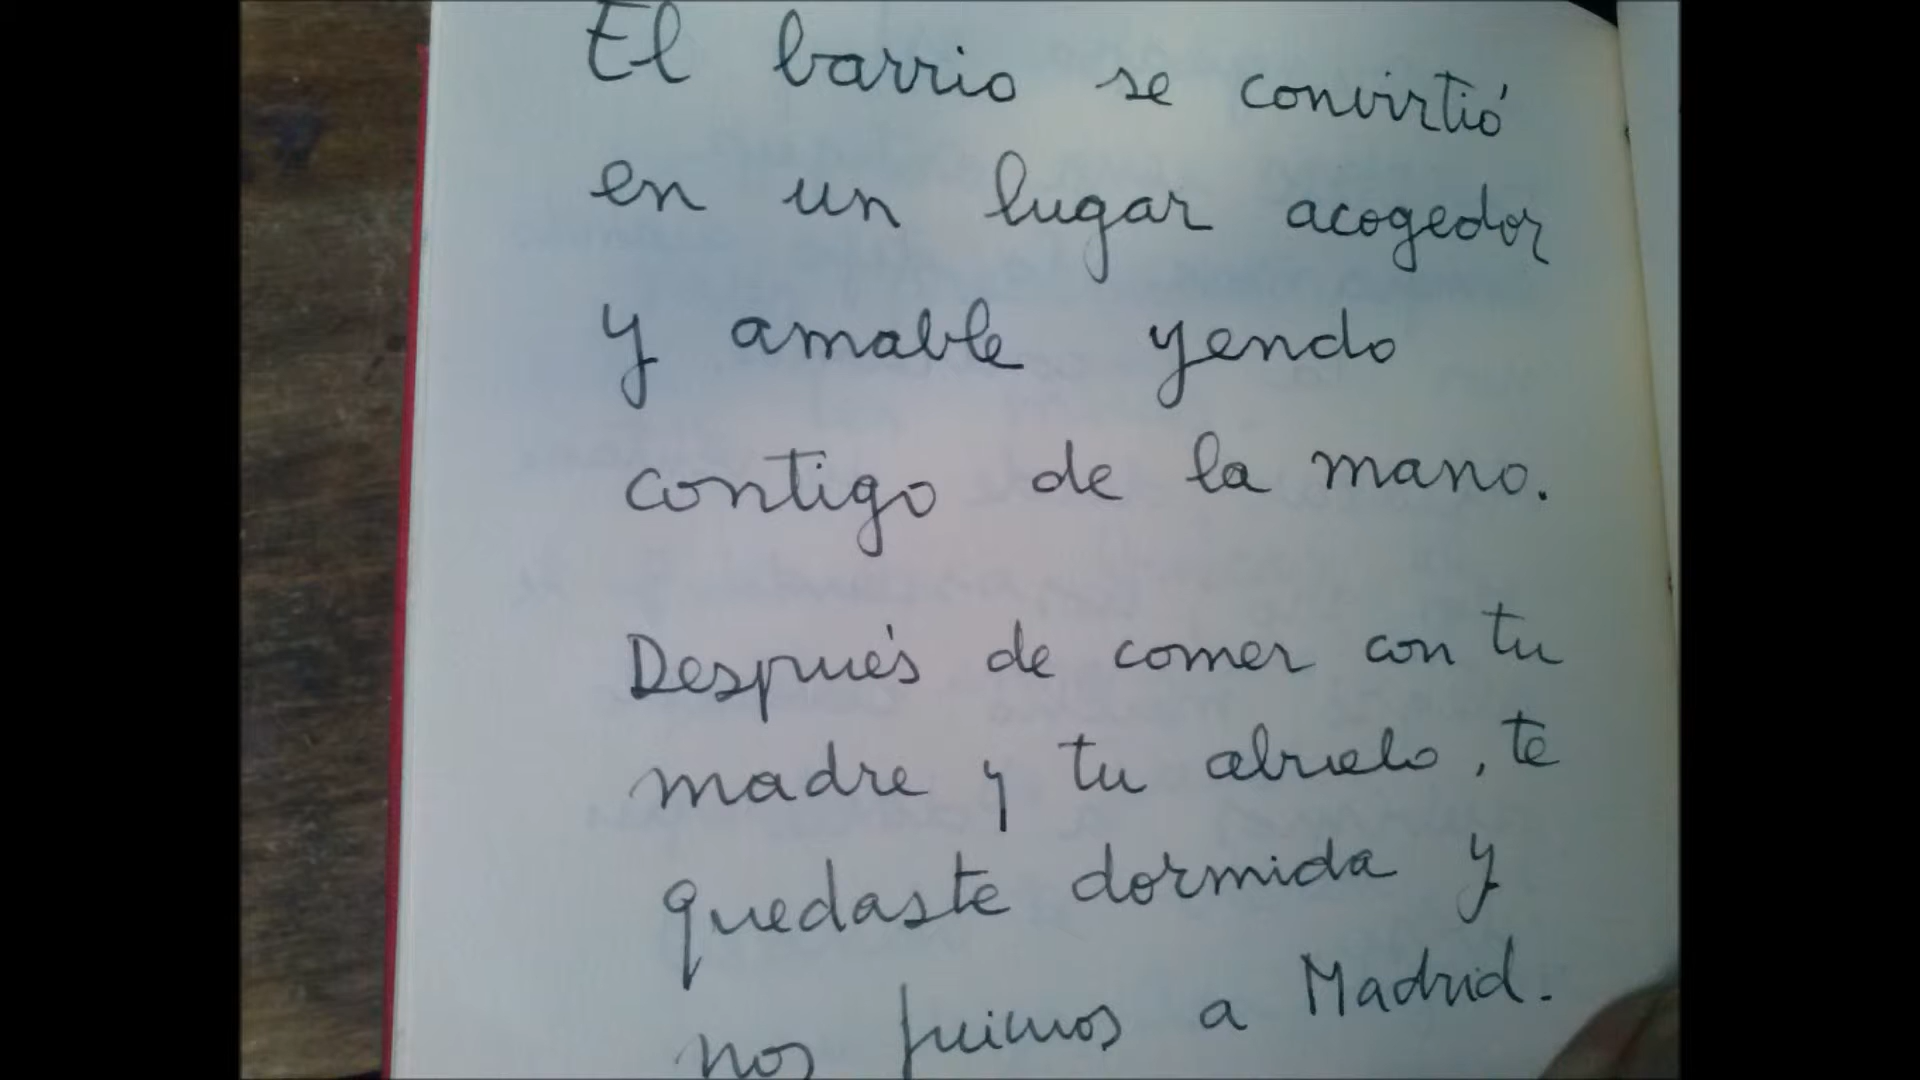 El barrio se convirtió
en un lugar acogedor
y amable yendo
contigo de la mano.
Después de comer con tu
madre y tu abuelo, te
quedaste dormida y
nos fuimos a Madrid.